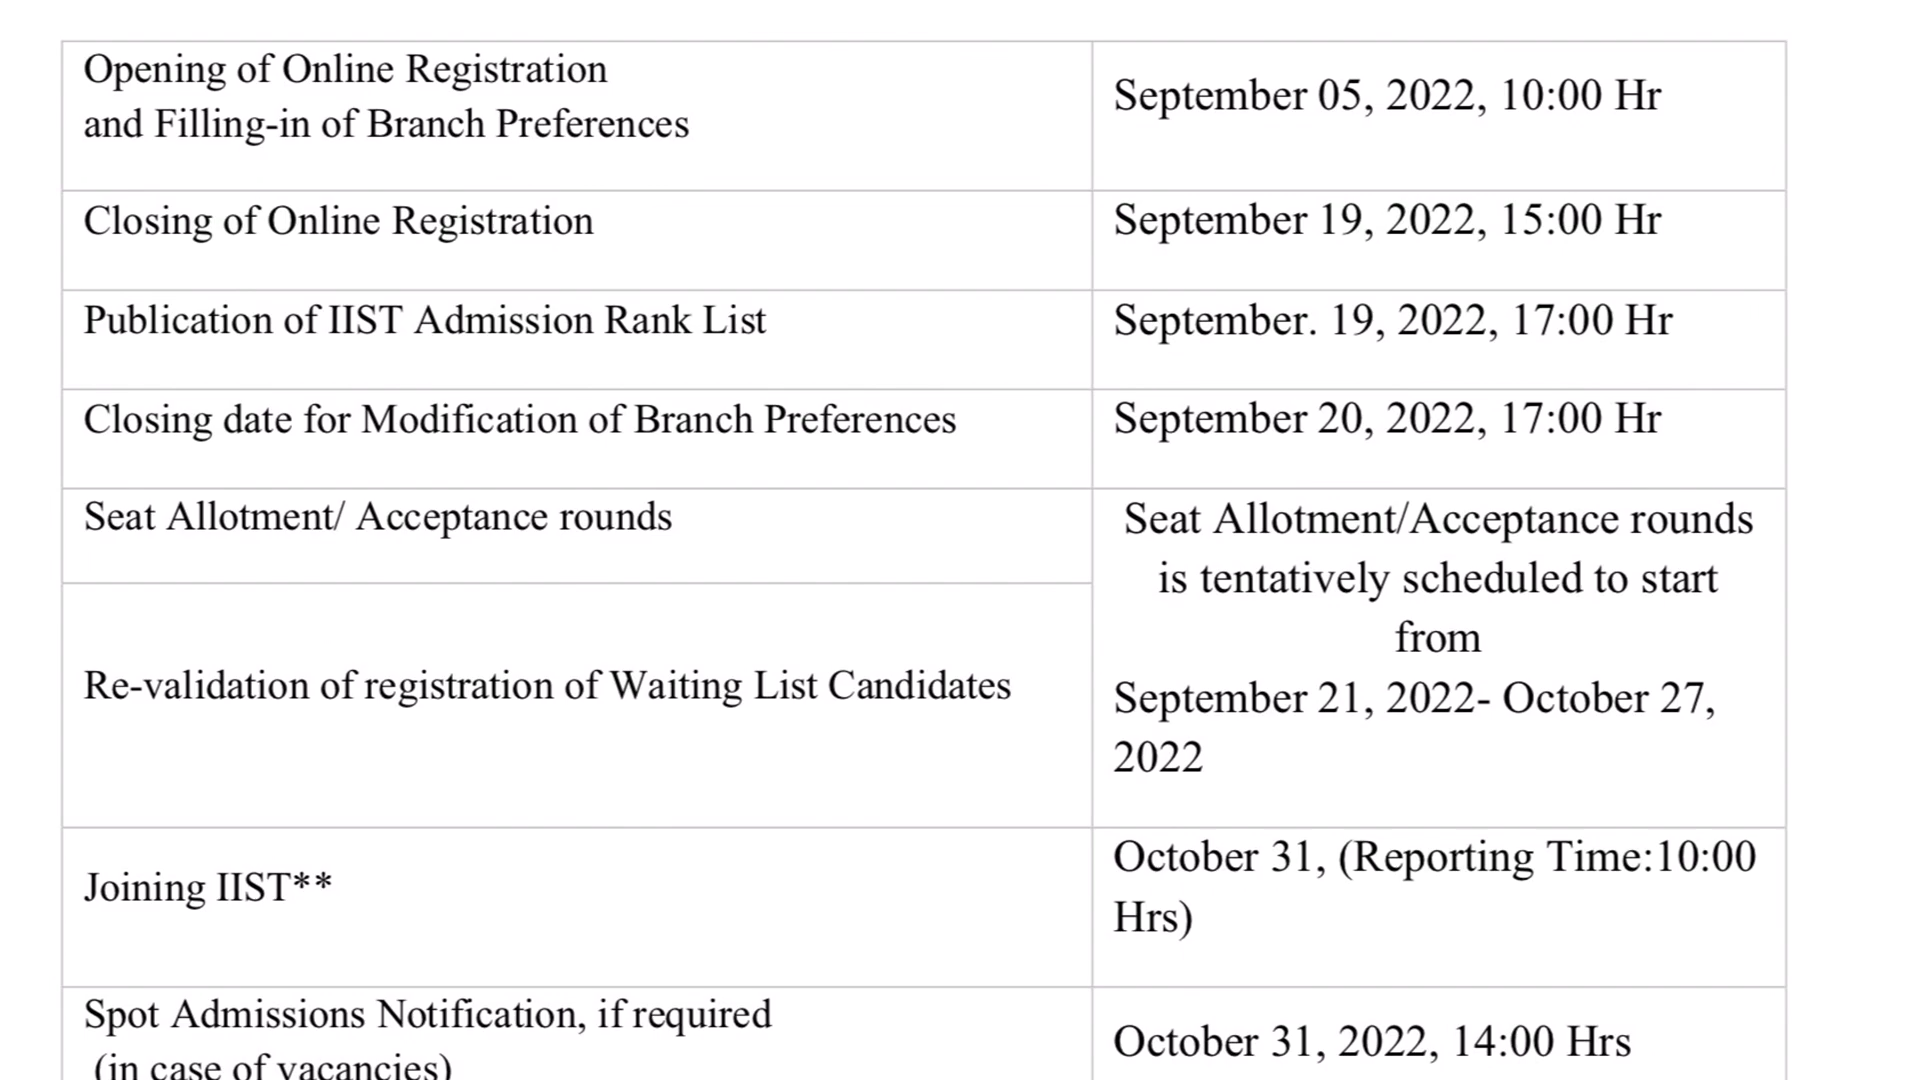 Opening of Online Registration
and Filling-in of Branch Preferences
September 05, 2022, 10:00 Hr
Closing of Online Registration
September 19, 2022, 15:00 Hr
Publication of IIST Admission Rank List
September. 19, 2022, 17:00 Hr
Closing date for Modification of Branch Preferences
September 20, 2022, 17:00 Hr
Seat Allotment/ Acceptance rounds
Seat Allotment/Acceptance rounds
is tentatively scheduled to start
from
September 21, 2022- October 27,
2022
Re-validation of registration of Waiting List Candidates
Joining IIST**
October 31, (Reporting Time:10:00
Hrs)
Spot Admissions Notification, if required
(in case of vacancies)
October 31, 2022, 14:00 Hrs